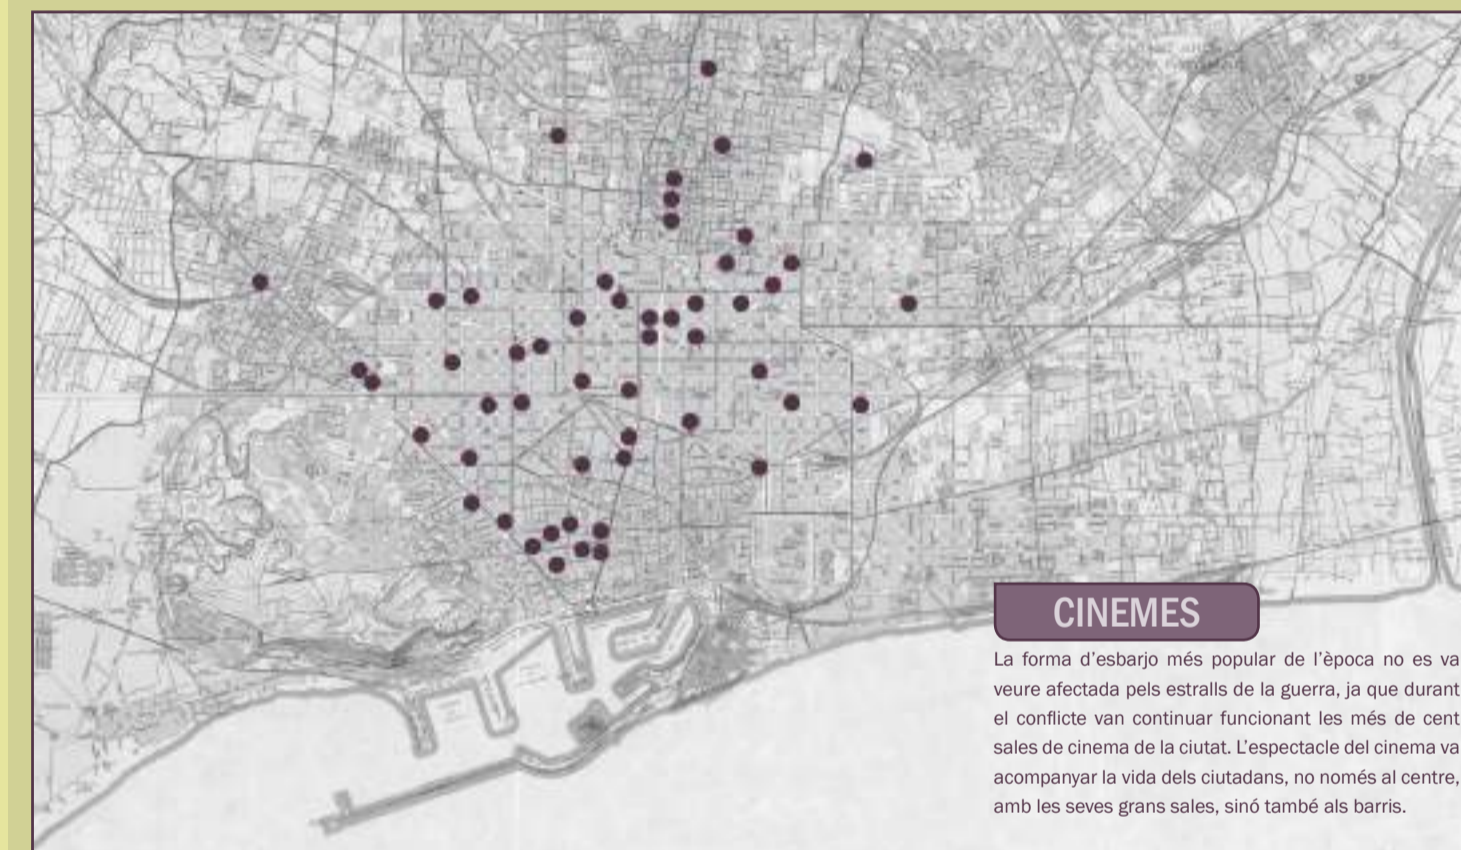 CINEMES
La forma d’esbarjo més popular de l’època no es va
veure afectada pels estralls de la guerra, ja que durant
el conflicte van continuar funcionant les més de cent
sales de cinema de la ciutat. L’espectacle del cinema va
acompanyar la vida dels ciutadans, no només al centre,
amb les seves grans sales, sinó també als barris.